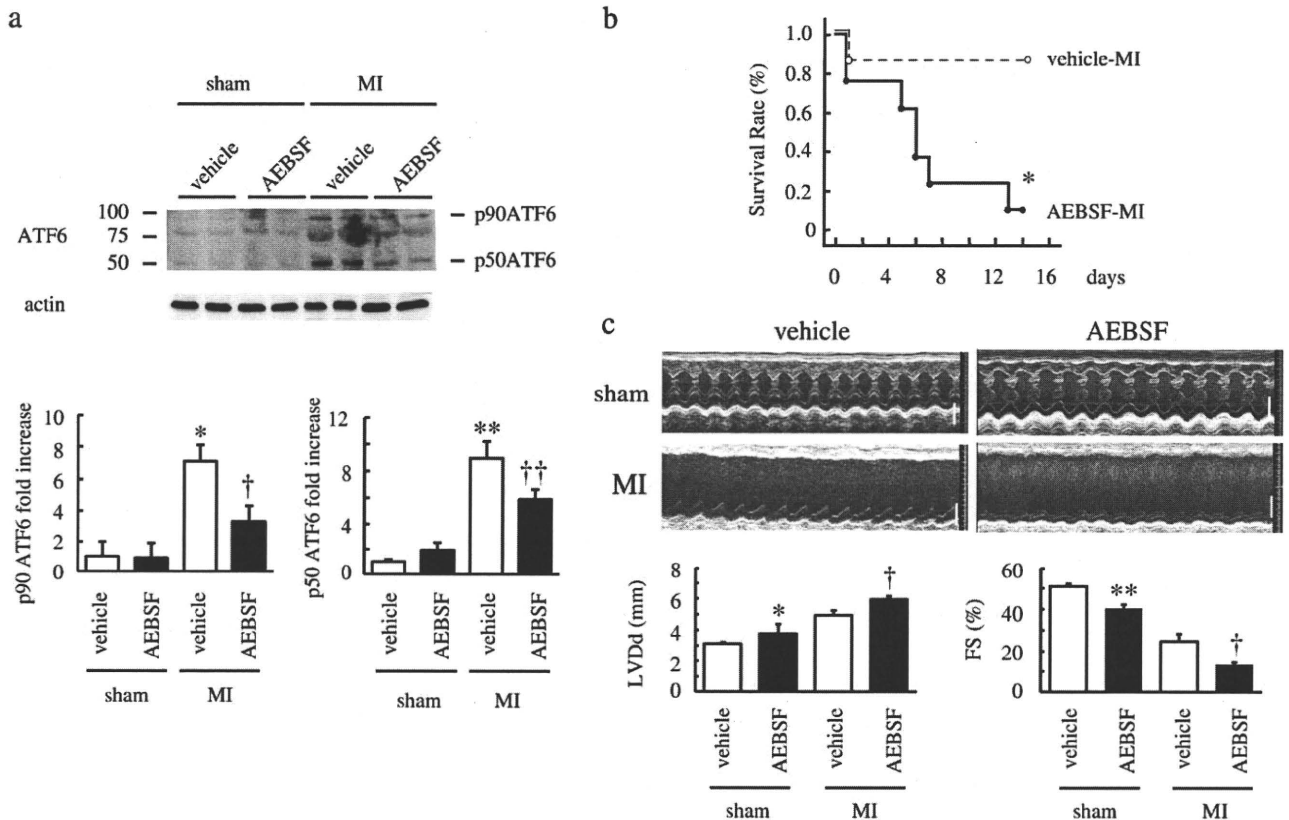 a
sham MI
vehicle AEBSF vehicle AEBSF
ATF6
100
75
50
p90ATF6
p50ATF6
actin
p90 ATF6 fold increase
10
8
6
4
2
0
*
†
vehicle AEBSF vehicle AEBSF
sham MI
p50 ATF6 fold increase
12
8
4
0
**
††
vehicle AEBSF vehicle AEBSF
sham MI
b
Survival Rate (%)
1.0
0.8
0.6
0.4
0.2
0
vehicle-MI
*
AEBSF-MI
0 4 8 12 16 days
c
vehicle AEBSF
sham
MI
LVDd (mm)
8
6
4
2
0
*
†
vehicle AEBSF vehicle AEBSF
sham MI
FS (%)
60
40
20
0
**
†
vehicle AEBSF vehicle AEBSF
sham MI